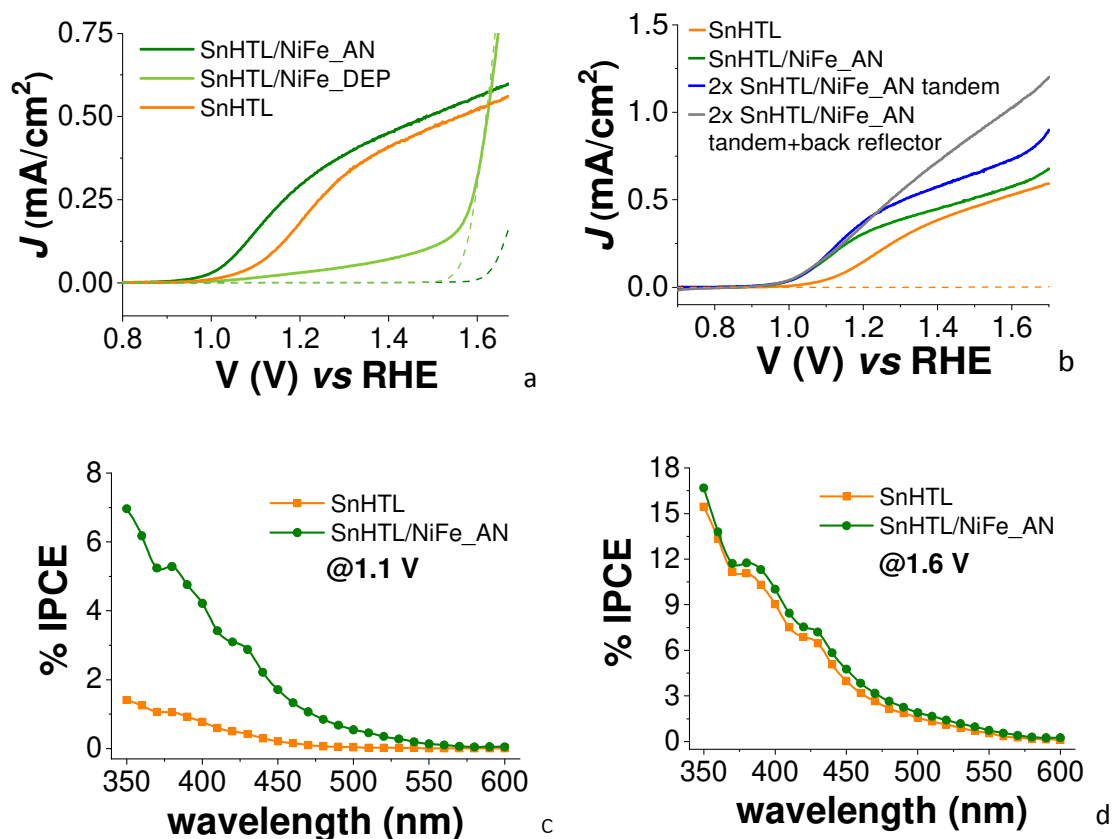 0.75
0.50
0.25
0.00
J (mA/cm²)
SnHTL/NiFe_AN
SnHTL/NiFe_DEP
SnHTL
0.8 1.0 1.2 1.4 1.6
V (V) vs RHE
a
1.5
1.0
0.5
0.0
J (mA/cm²)
SnHTL
SnHTL/NiFe_AN
2x SnHTL/NiFe_AN tandem
2x SnHTL/NiFe_AN
tandem+back reflector
0.8 1.0 1.2 1.4 1.6
V (V) vs RHE
b
8
6
4
2
0
% IPCE
SnHTL
SnHTL/NiFe_AN
@1.1 V
350 400 450 500 550 600
wavelength (nm)
c
18
15
12
9
6
3
0
% IPCE
SnHTL
SnHTL/NiFe_AN
@1.6 V
350 400 450 500 550 600
wavelength (nm)
d